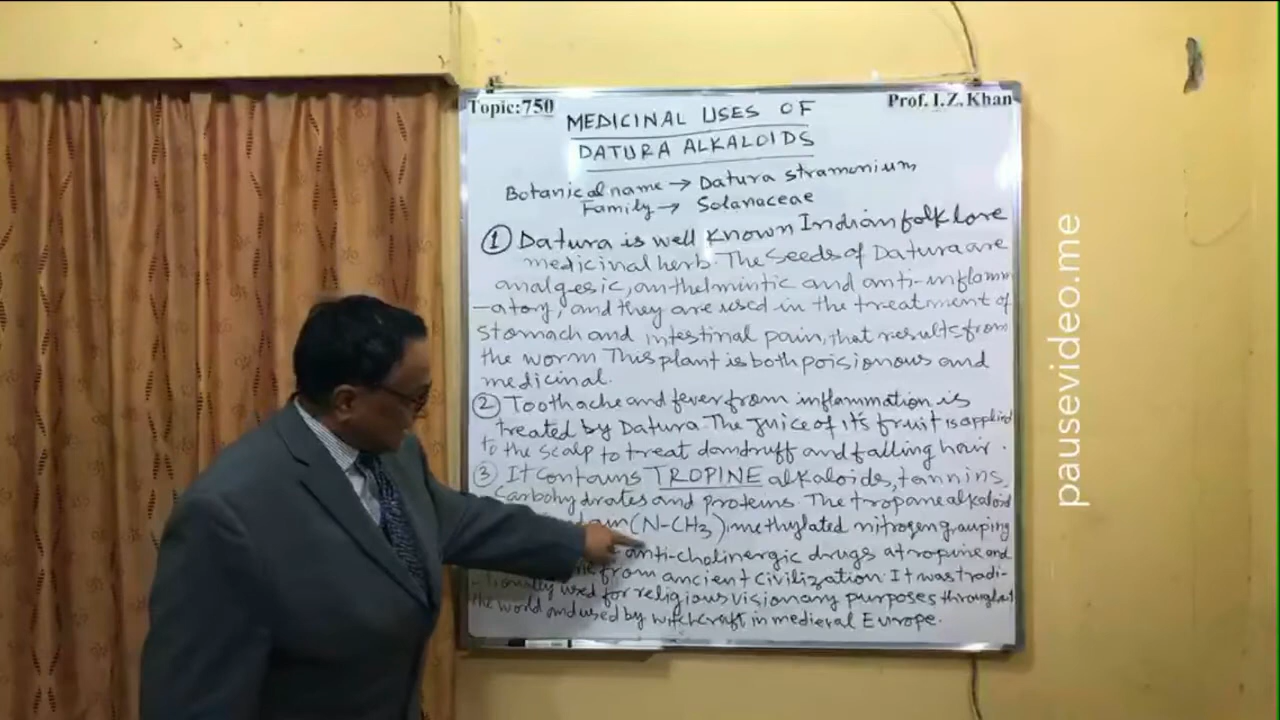 Topic:750
Prof. I.Z. Khan
MEDICINAL USES OF
DATURA ALKALOIDS
Botanical name → Datura stramonium
Family → Solanaceae
① Datura is well known Indian folklore
medicinal herb. The seeds of Datura are
analgesic, anthelmintic and anti-inflamm
-atory, and they are used in the treatment of
stomach and intestinal pain, that results from
the worm This plant is both poisionous and
medicinal.
② Toothache and fever from inflammation is
treated by Datura. The juice of it's fruit is applied
to the scalp to treat dandruff and falling hair.
③ It contains TROPINE alkaloids, tannins,
Carbohydrates and proteins. The tropane alkaloid
(N-CH3) methylated nitrogen grouping
anti-cholinergic drugs atropine and
from ancient civilization. It was tradi-
-tionally used for religious visionary purposes throughout
the world and used by witchcraft in medieval Europe.
pausevideo.me